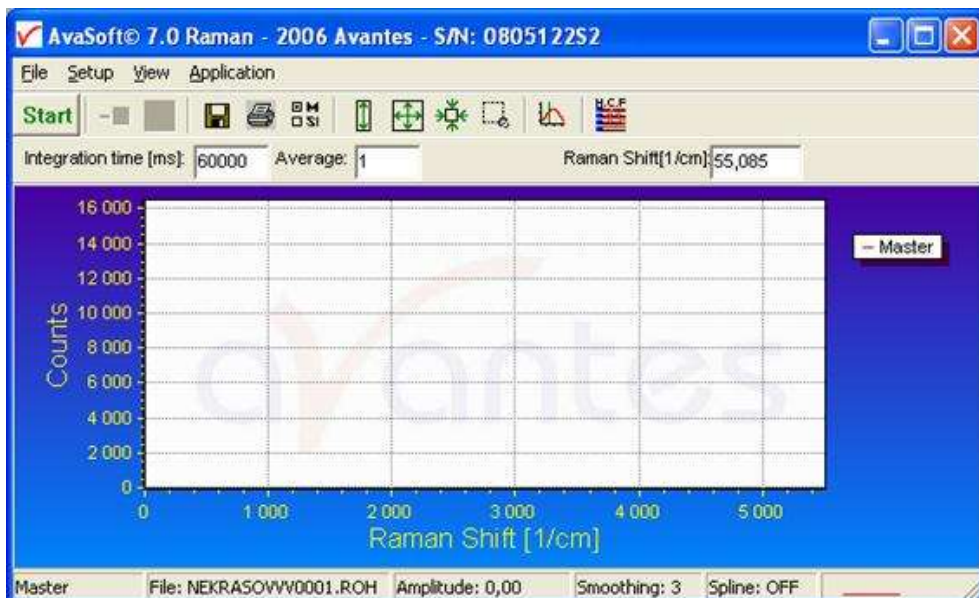 AvaSoft© 7.0 Raman - 2006 Avantes - S/N: 0805122S2
File Setup View Application
Start
Integration time [ms]: 60000 Average: 1 Raman Shift[1/cm]: 55,085
16 000
14 000
12 000
10 000
8 000
6 000
4 000
2 000
0
Counts
avantes
Master
0 1 000 2 000 3 000 4 000 5 000
Raman Shift [1/cm]
Master File: NEKRASOVVV0001.ROH Amplitude: 0,00 Smoothing: 3 Spline: OFF